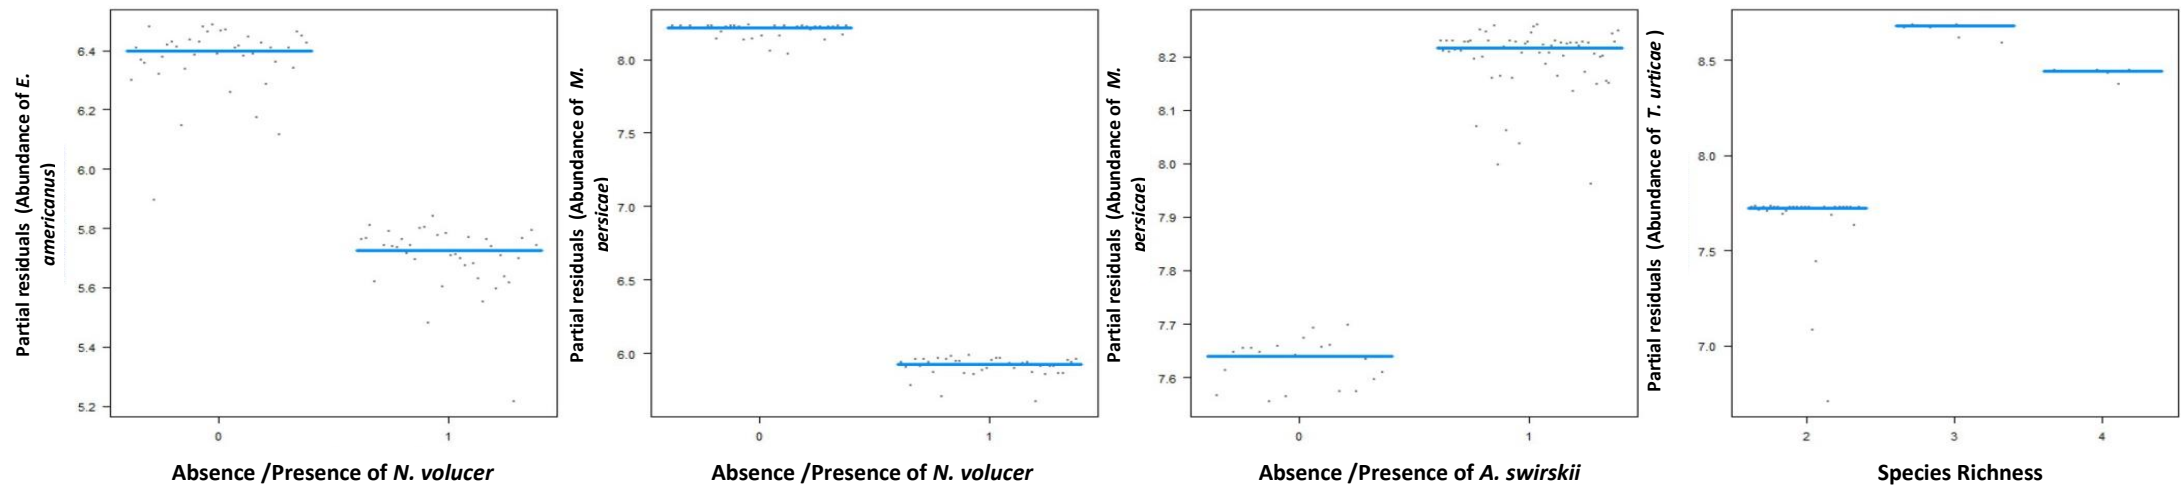 Partial residuals (Abundance of E.
americanus)
6.4
6.2
6.0
5.8
5.6
5.4
5.2
0
1
Absence /Presence of N. volucer
Partial residuals (Abundance of M.
persicae)
8.0
7.5
7.0
6.5
6.0
0
1
Absence /Presence of N. volucer
Partial residuals (Abundance of M.
persicae)
8.2
8.1
8.0
7.9
7.8
7.7
7.6
0
1
Absence /Presence of A. swirskii
Partial residuals (Abundance of T. urticae )
8.5
8.0
7.5
7.0
2
3
4
Species Richness